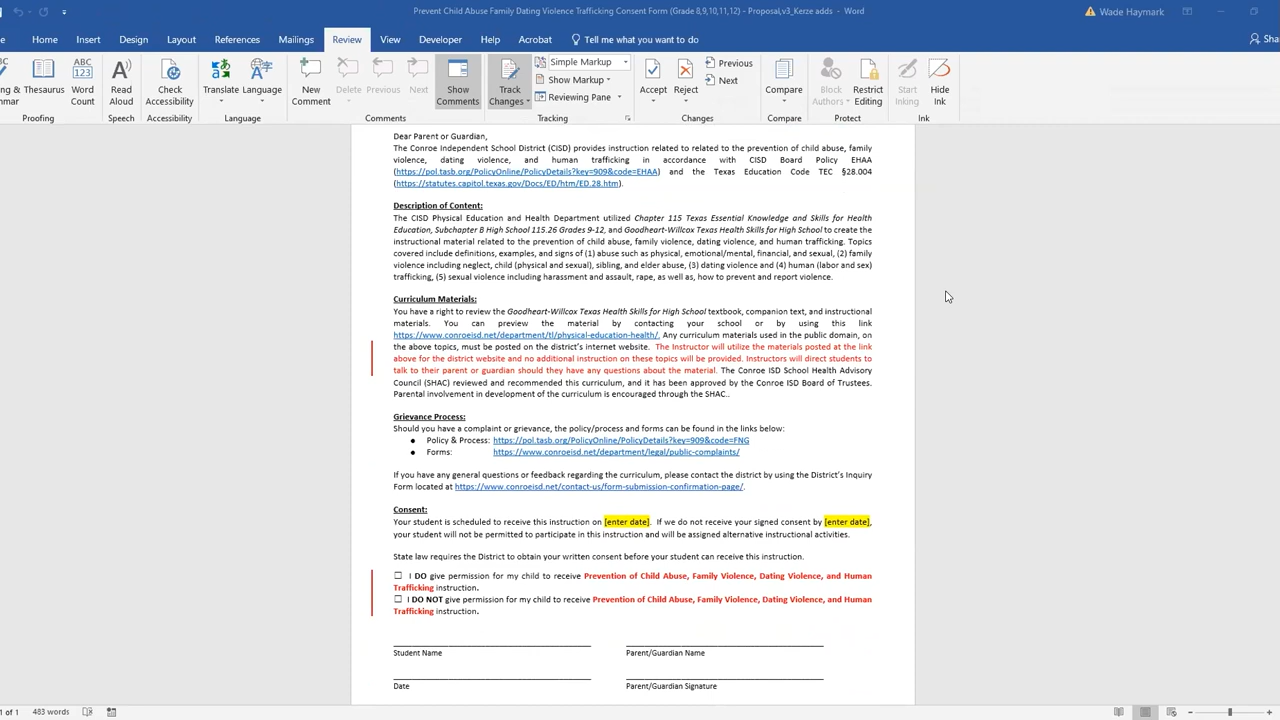 Prevent Child Abuse Family Dating Violence Trafficking Consent Form (Grade 8,9,10,11,12) - Proposal,v3_Kerze adds - Word
Wade Haymark
Home Insert Design Layout References Mailings Review View Developer Help Acrobat Tell me what you want to do
Thesaurus
Word Count
Read Aloud
Check Accessibility
Translate
Language
New Comment
Delete
Previous
Next
Show Comments
Track Changes
Simple Markup
Show Markup
Reviewing Pane
Accept
Reject
Previous
Next
Compare
Block Authors
Restrict Editing
Start Inking
Hide Ink
Proofing Speech Accessibility Language Comments Tracking Changes Compare Protect Ink
Dear Parent or Guardian,
The Conroe Independent School District (CISD) provides instruction related to related to the prevention of child abuse, family
violence, dating violence, and human trafficking in accordance with CISD Board Policy EHAA
(https://pol.tasb.org/PolicyOnline/PolicyDetails?key=909&code=EHAA) and the Texas Education Code TEC §28.004
(https://statutes.capitol.texas.gov/Docs/ED/htm/ED.28.htm).
Description of Content:
The CISD Physical Education and Health Department utilized Chapter 115 Texas Essential Knowledge and Skills for Health
Education, Subchapter B High School 115.26 Grades 9-12, and Goodheart-Willcox Texas Health Skills for High School to create the
instructional material related to the prevention of child abuse, family violence, dating violence, and human trafficking. Topics
covered include definitions, examples, and signs of (1) abuse such as physical, emotional/mental, financial, and sexual, (2) family
violence including neglect, child (physical and sexual), sibling, and elder abuse, (3) dating violence and (4) human (labor and sex)
trafficking, (5) sexual violence including harassment and assault, rape, as well as, how to prevent and report violence.
Curriculum Materials:
You have a right to review the Goodheart-Willcox Texas Health Skills for High School textbook, companion text, and instructional
materials. You can preview the material by contacting your school or by using this link
https://www.conroeisd.net/department/tl/physical-education-health/. Any curriculum materials used in the public domain, on
the above topics, must be posted on the district's internet website. The Instructor will utilize the materials posted at the link
above for the district website and no additional instruction on these topics will be provided. Instructors will direct students to
talk to their parent or guardian should they have any questions about the material. The Conroe ISD School Health Advisory
Council (SHAC) reviewed and recommended this curriculum, and it has been approved by the Conroe ISD Board of Trustees.
Parental involvement in development of the curriculum is encouraged through the SHAC..
Grievance Process:
Should you have a complaint or grievance, the policy/process and forms can be found in the links below:
● Policy & Process: https://pol.tasb.org/PolicyOnline/PolicyDetails?key=909&code=FNG
● Forms: https://www.conroeisd.net/department/legal/public-complaints/
If you have any general questions or feedback regarding the curriculum, please contact the district by using the District's Inquiry
Form located at https://www.conroeisd.net/contact-us/form-submission-confirmation-page/.
Consent:
Your student is scheduled to receive this instruction on [enter date]. If we do not receive your signed consent by [enter date],
your student will not be permitted to participate in this instruction and will be assigned alternative instructional activities.
State law requires the District to obtain your written consent before your student can receive this instruction.
☐ I DO give permission for my child to receive Prevention of Child Abuse, Family Violence, Dating Violence, and Human
Trafficking instruction.
☐ I DO NOT give permission for my child to receive Prevention of Child Abuse, Family Violence, Dating Violence, and Human
Trafficking instruction.
Student Name Parent/Guardian Name
Date Parent/Guardian Signature
483 words